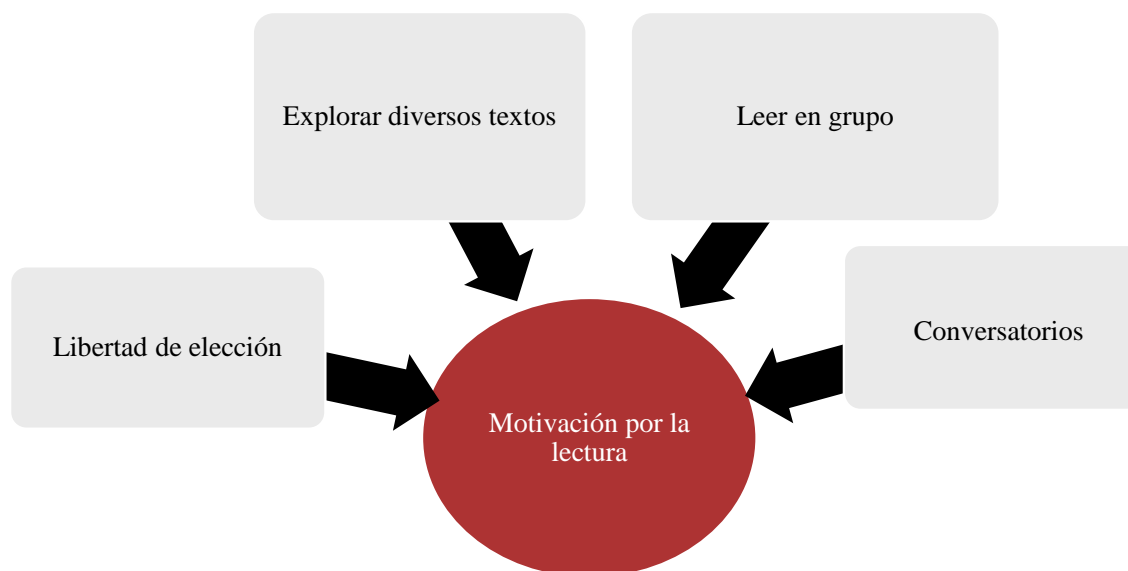 Explorar diversos textos
Leer en grupo
Libertad de elección
Conversatorios
Motivación por la
lectura